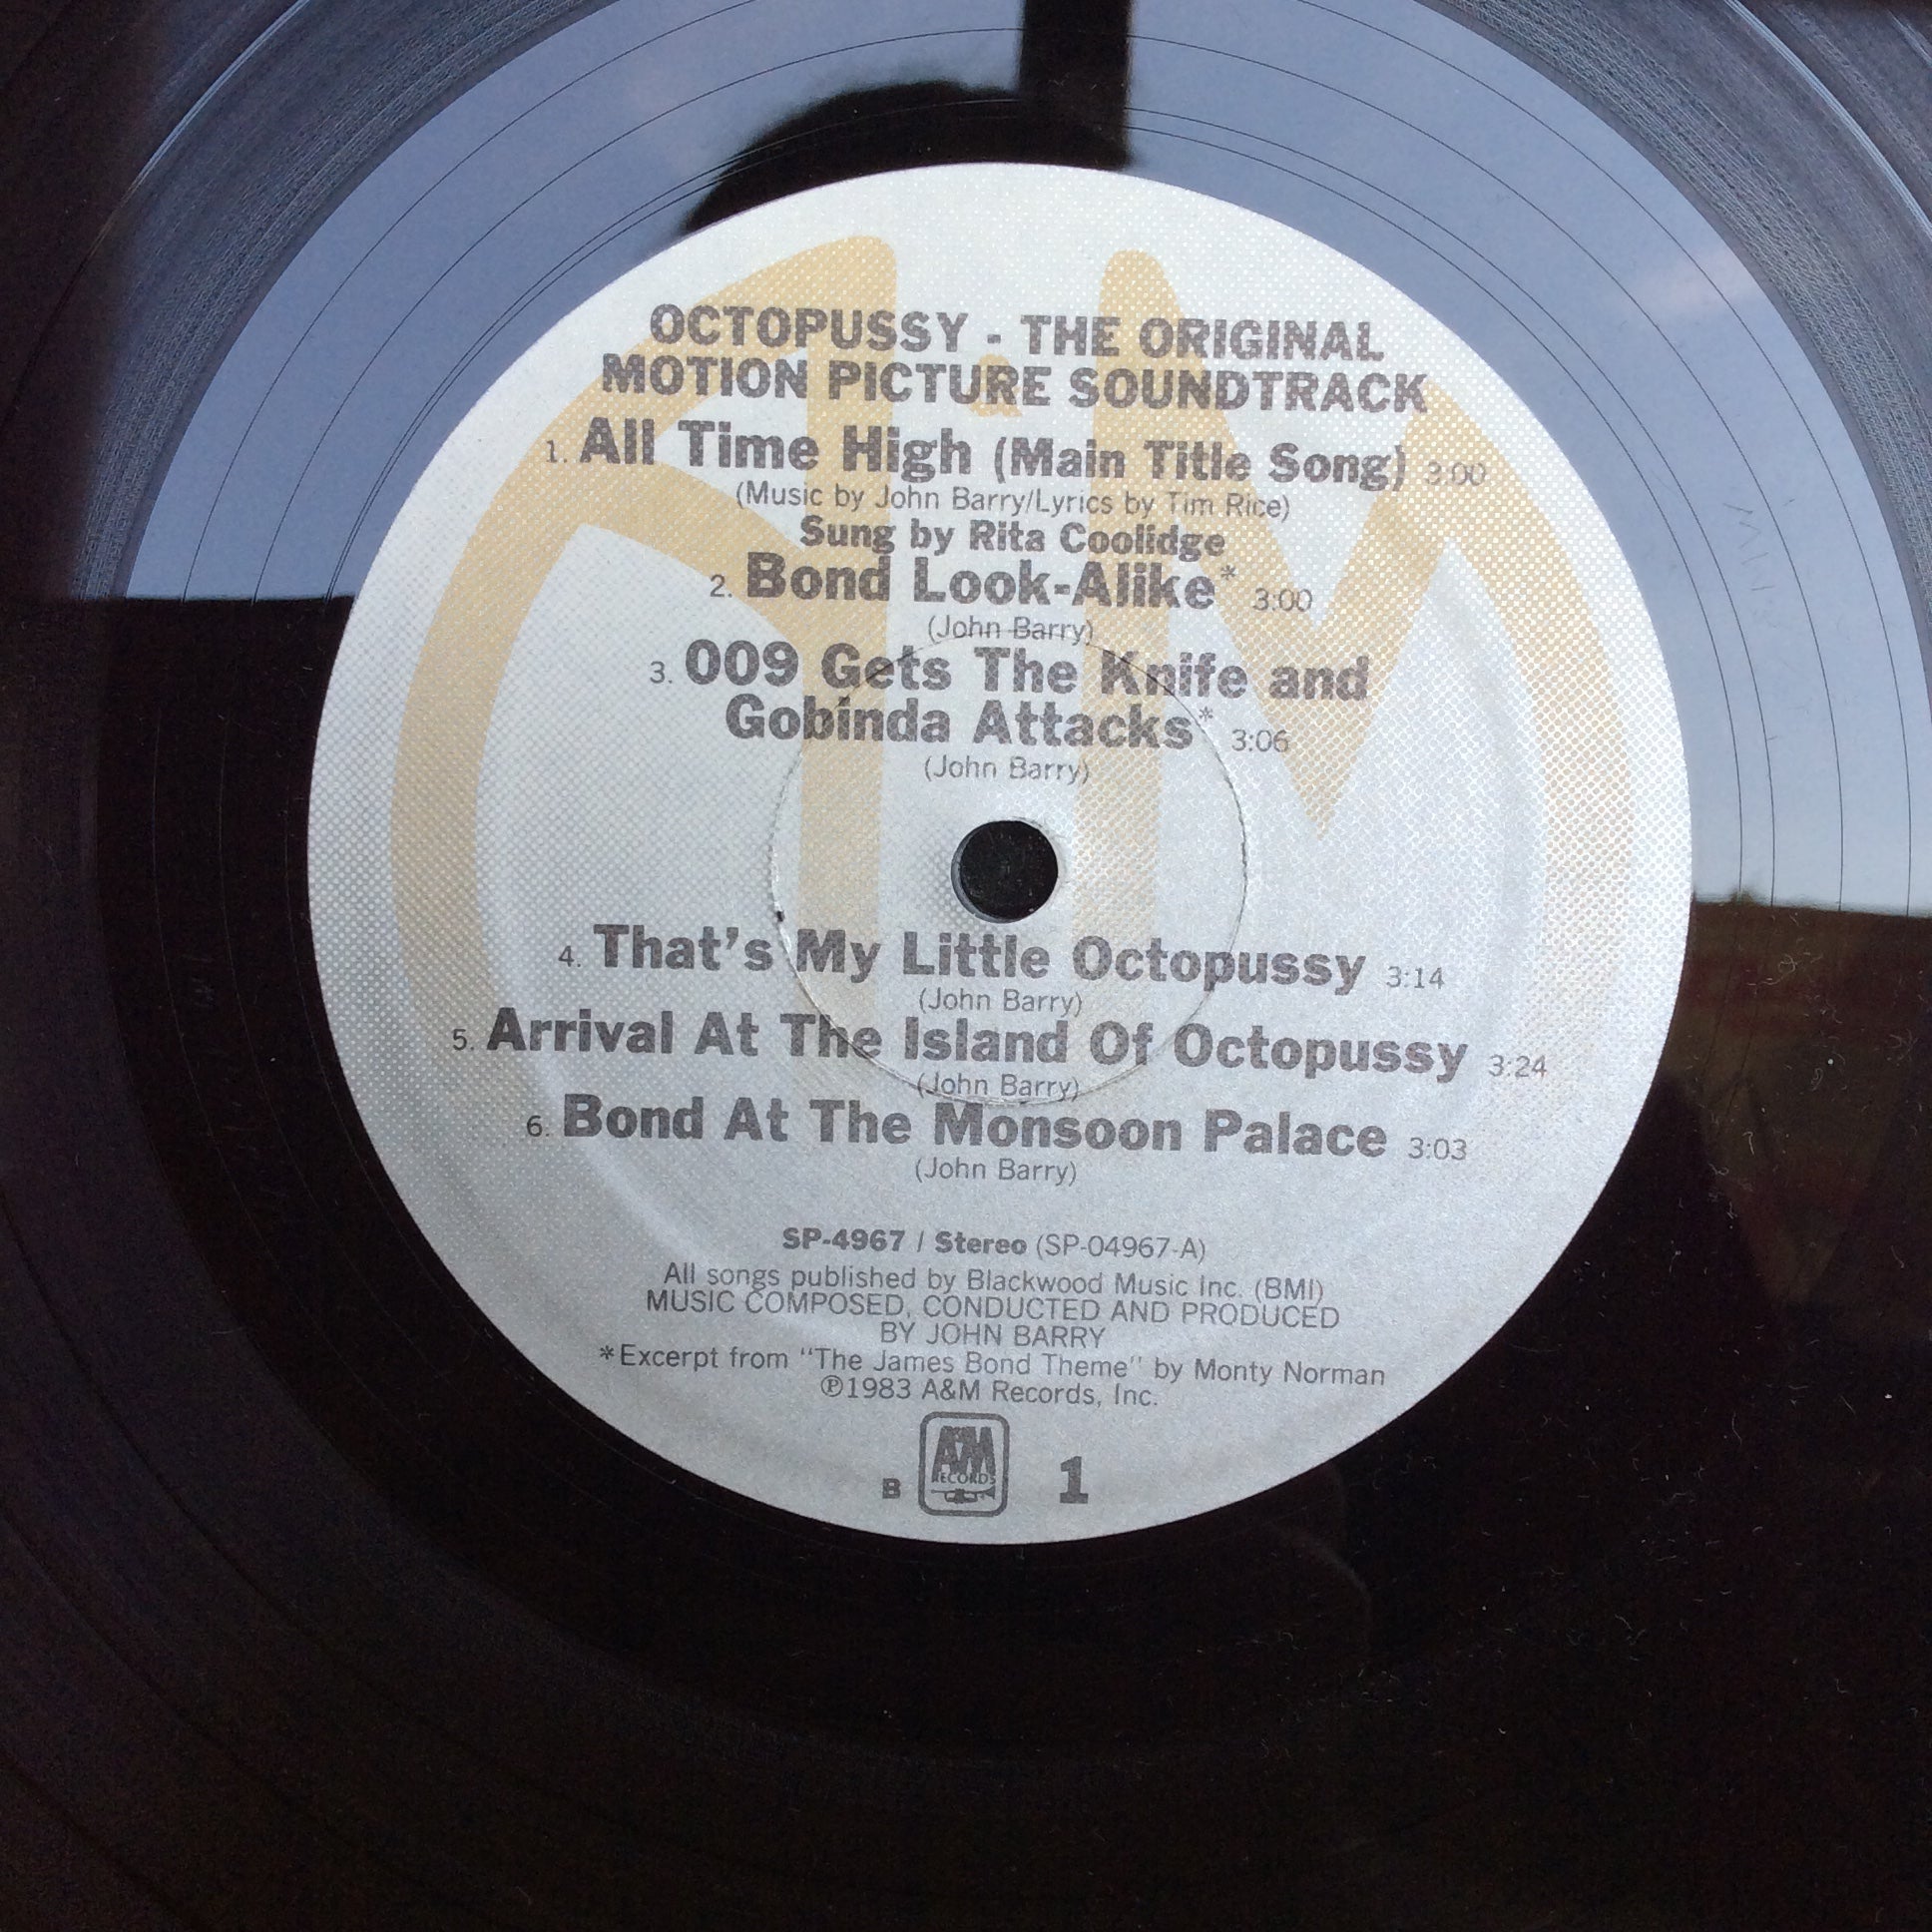 OCTOPUSSY - THE ORIGINAL
MOTION PICTURE SOUNDTRACK
1. All Time High (Main Title Song) 3:00
(Music by John Barry/Lyrics by Tim Rice)
Sung by Rita Coolidge
2. Bond Look-Alike* 3:00
(John Barry)
3. 009 Gets The Knife and
Gobinda Attacks* 3:06
(John Barry)
4. That's My Little Octopussy 3:14
(John Barry)
5. Arrival At The Island Of Octopussy 3:24
(John Barry)
6. Bond At The Monsoon Palace 3:03
(John Barry)
SP-4967 / Stereo (SP-04967-A)
All songs published by Blackwood Music Inc. (BMI)
MUSIC COMPOSED, CONDUCTED AND PRODUCED
BY JOHN BARRY
*Excerpt from "The James Bond Theme" by Monty Norman
℗1983 A&M Records, Inc.
B A&M RECORDS 1